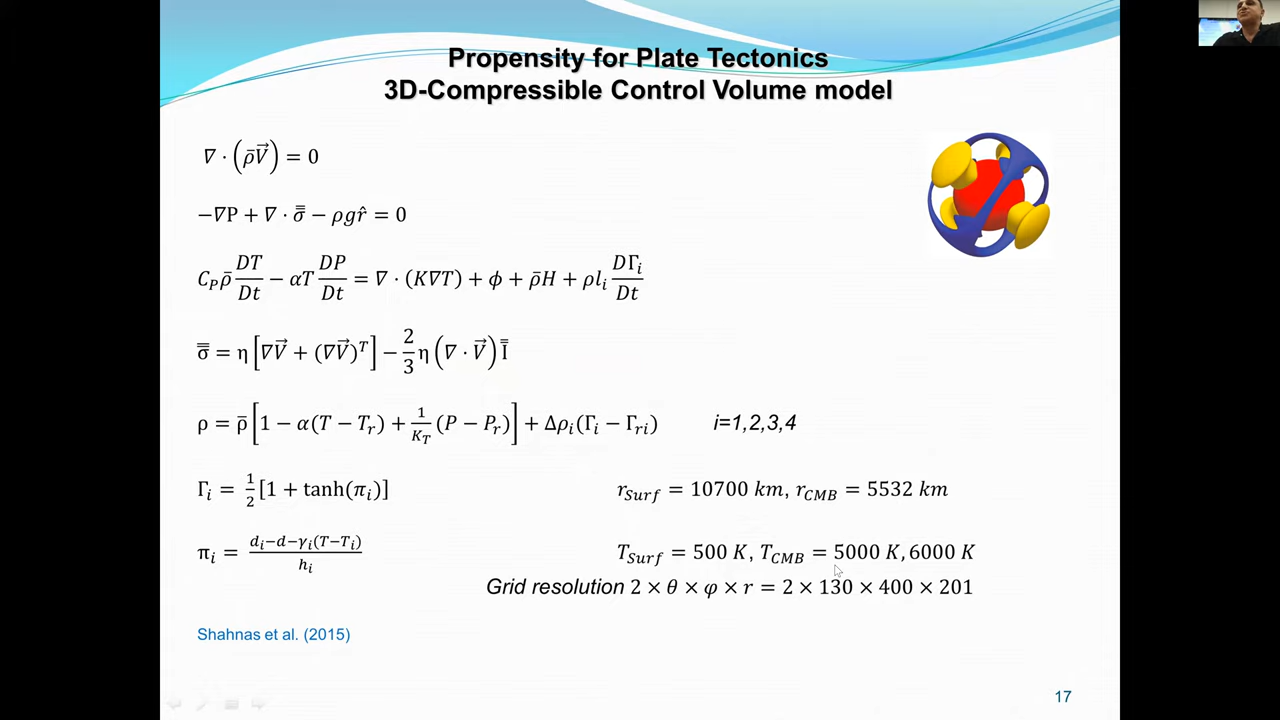 Propensity for Plate Tectonics
3D-Compressible Control Volume model
∇ · (ρ̄V⃗) = 0
−∇P + ∇ · σ̿ − ρgr̂ = 0
C_P ρ̄ DT/Dt − αT DP/Dt = ∇ · (K∇T) + ϕ + ρ̄H + ρl_i DΓ_i/Dt
σ̿ = η[∇V⃗ + (∇V⃗)^T] − 2/3 η(∇ · V⃗)I̿
ρ = ρ̄[1 − α(T − T_r) + 1/K_T (P − P_r)] + Δρ_i(Γ_i − Γ_ri) i=1,2,3,4
Γ_i = 1/2 [1 + tanh(π_i)] r_Surf = 10700 km, r_CMB = 5532 km
π_i = d_i−d−γ_i(T−T_i)/h_i T_Surf = 500 K, T_CMB = 5000 K, 6000 K
Grid resolution 2 × θ × φ × r = 2 × 130 × 400 × 201
Shahnas et al. (2015)
17